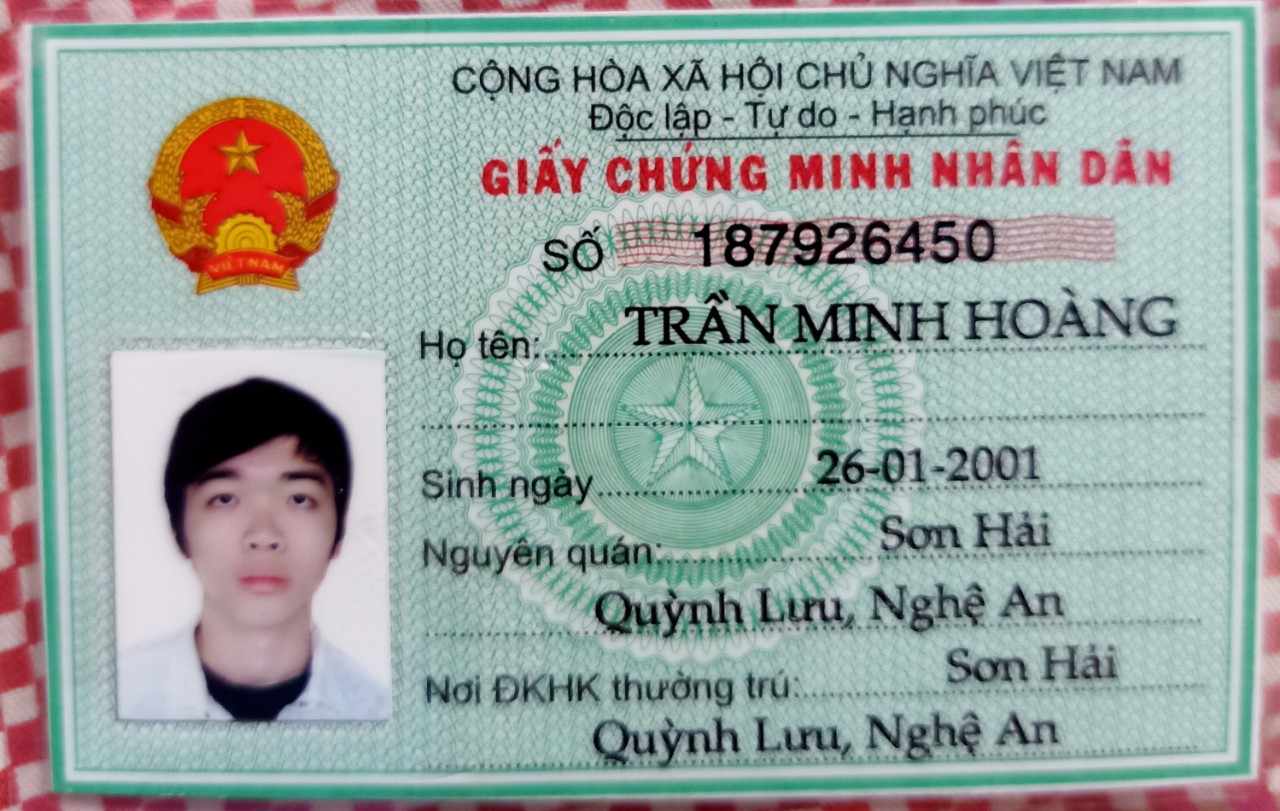 CỘNG HÒA XÃ HỘI CHỦ NGHĨA VIỆT NAM
Độc lập - Tự do - Hạnh phúc
GIẤY CHỨNG MINH NHÂN DÂN
SỐ 187926450
VIỆT NAM
Họ tên: TRẦN MINH HOÀNG
Sinh ngày 26-01-2001
Nguyên quán: Sơn Hải
Quỳnh Lưu, Nghệ An
Nơi ĐKHK thường trú: Sơn Hải
Quỳnh Lưu, Nghệ An